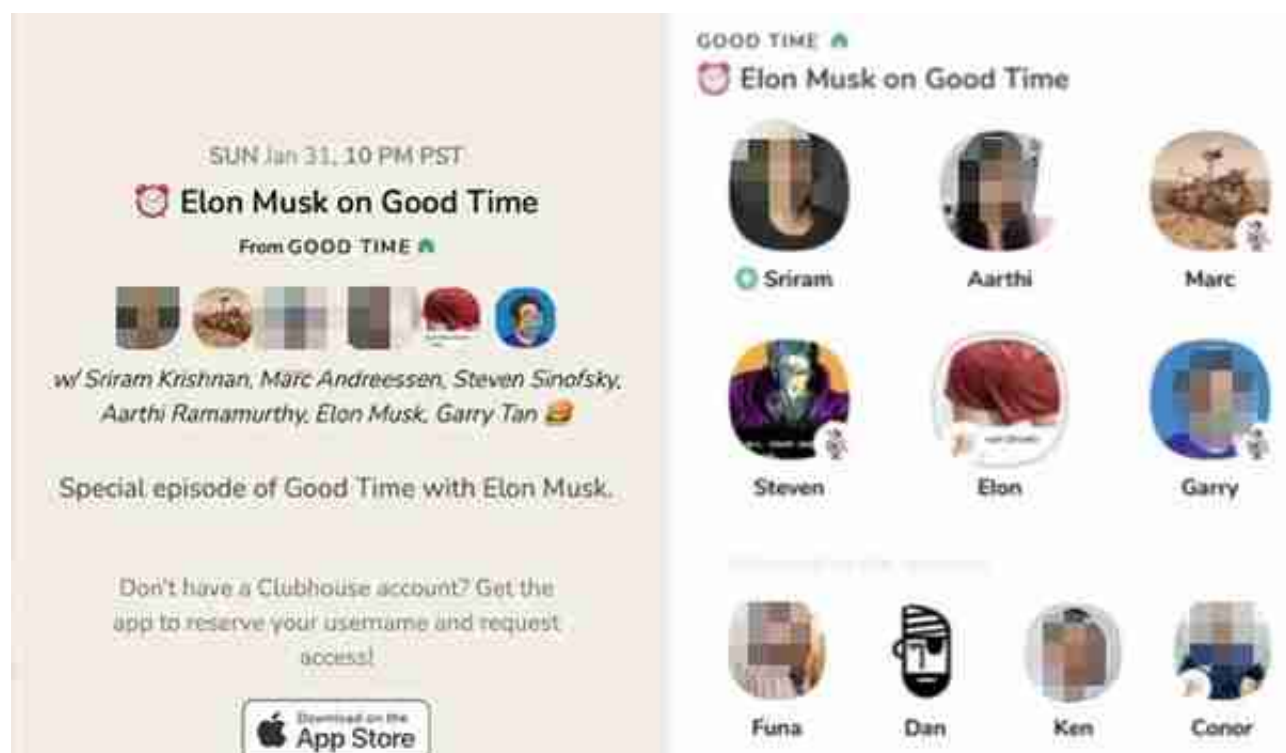 SUN Jan 31, 10 PM PST
⏰ Elon Musk on Good Time
From GOOD TIME
w/ Sriram Krishnan, Marc Andreessen, Steven Sinofsky,
Aarthi Ramamurthy, Elon Musk, Garry Tan 🍔
Special episode of Good Time with Elon Musk.
Don't have a Clubhouse account? Get the
app to reserve your username and request
access!
Download on the
App Store
GOOD TIME
⏰ Elon Musk on Good Time
Sriram Aarthi Marc
Steven Elon Garry
Funa Dan Ken Conor